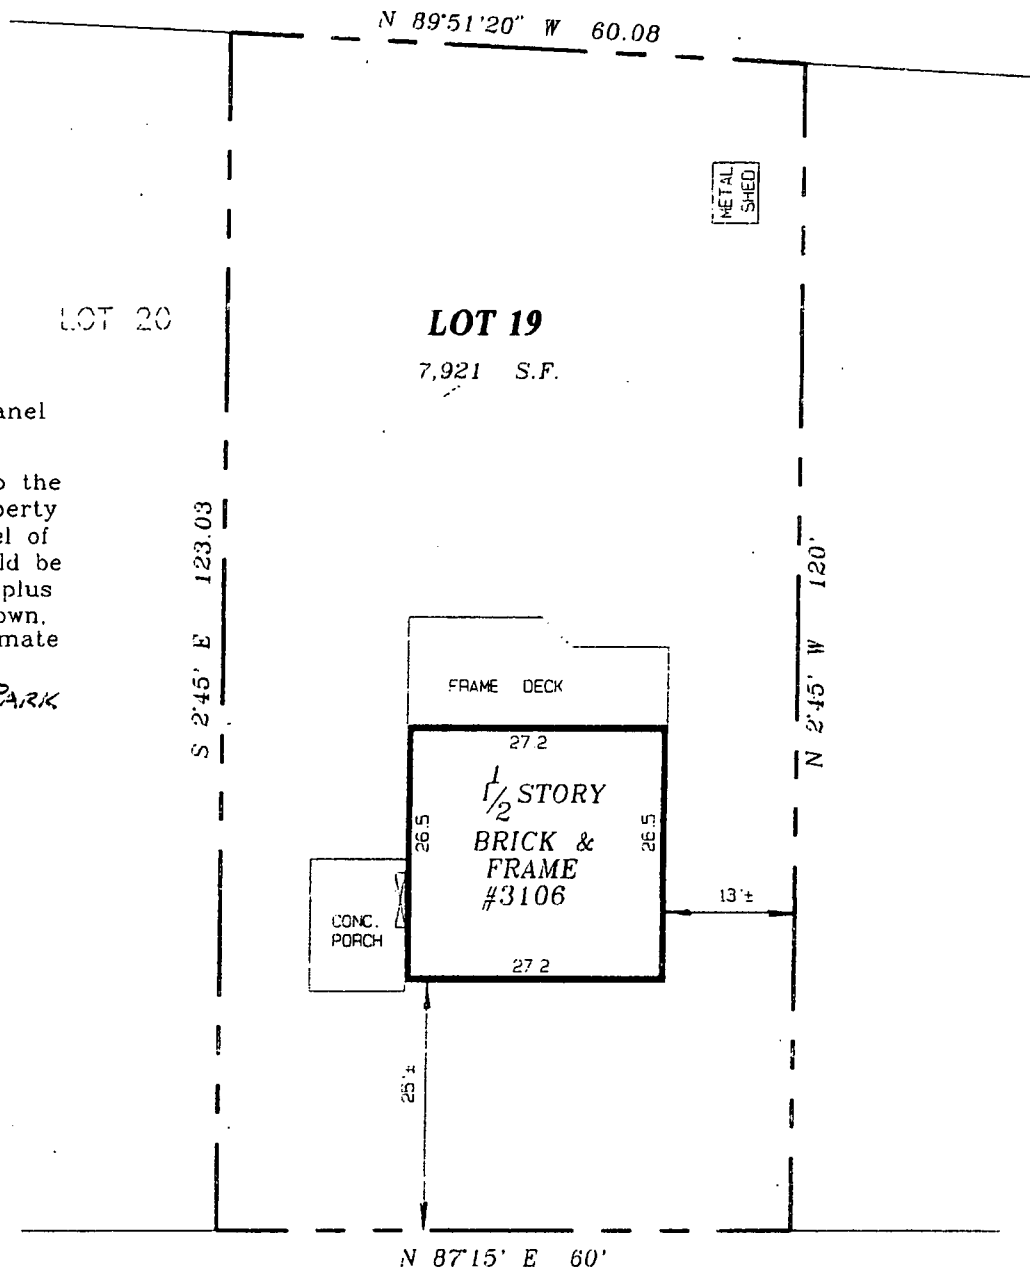 N 89°51'20" W 60.08
METAL
SHED
LOT 20
LOT 19
7,921 S.F.
anel
o the
perty
el of
ld be
plus
own,
mate
PARK
S 2°45' E 123.03
N 2°45' W 120'
FRAME DECK
27.2
1 1/2 STORY
BRICK &
FRAME
#3106
26.5
26.5
CONC.
PORCH
13'±
27.2
25'±
N 87°15' E 60'